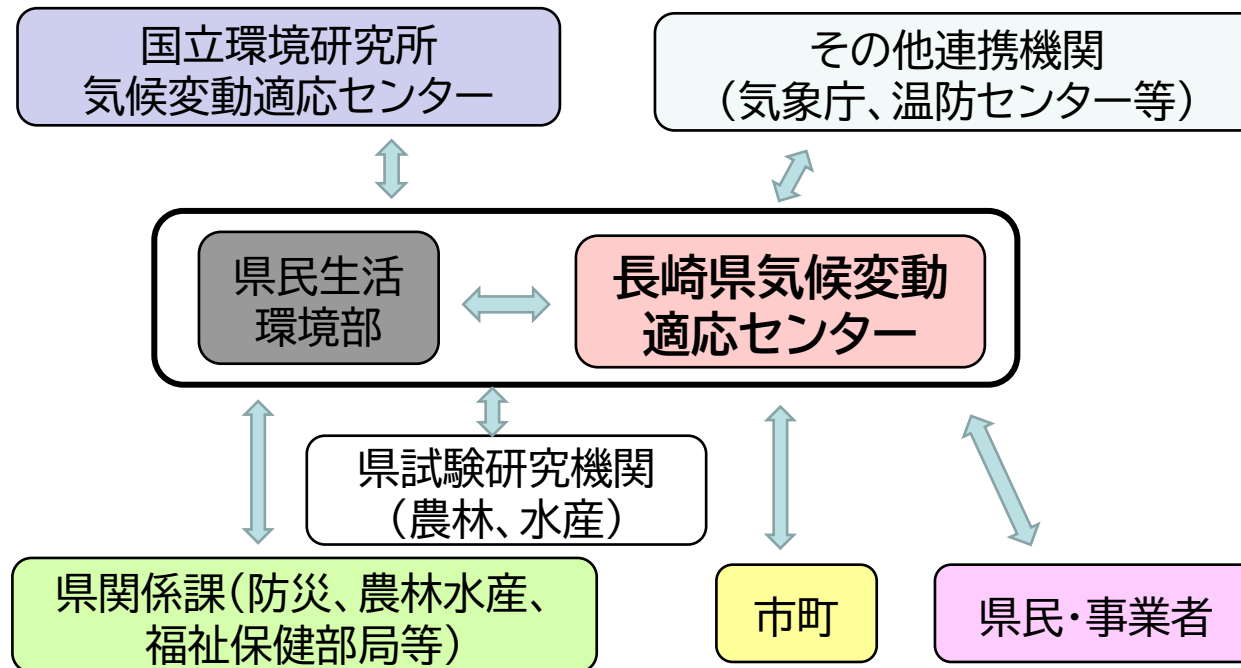 国立環境研究所
気候変動適応センター
その他連携機関
（気象庁、温防センター等）
県民生活
環境部
長崎県気候変動
適応センター
県試験研究機関
（農林、水産）
県関係課（防災、農林水産、
福祉保健部局等）
市町
県民・事業者